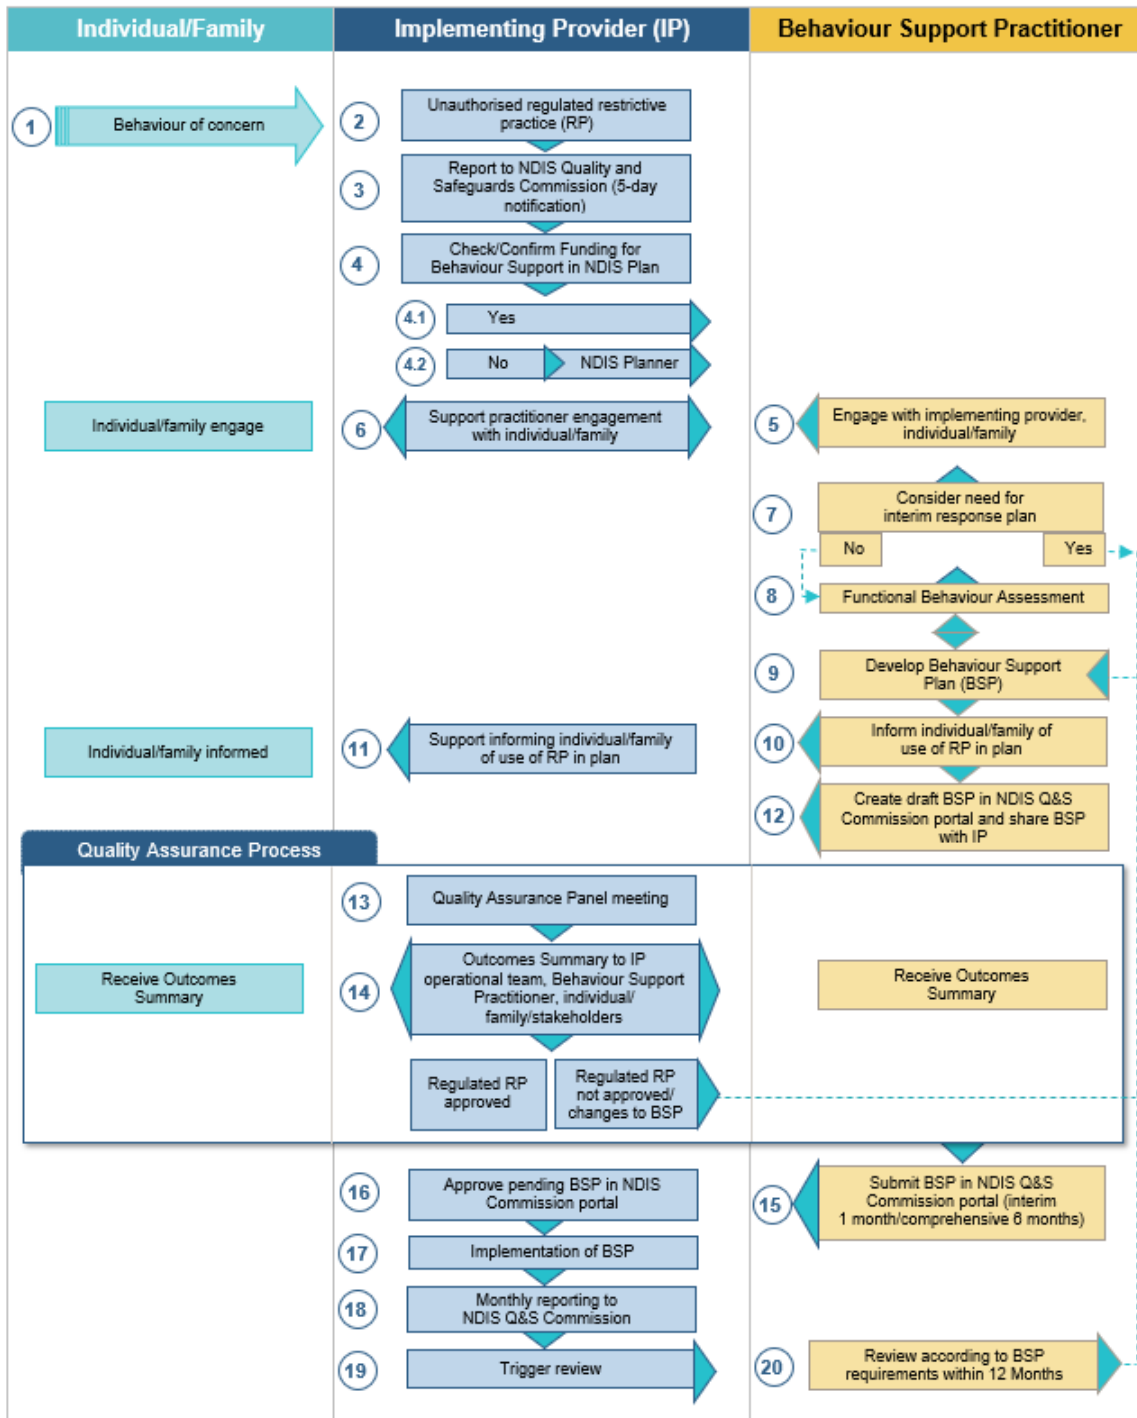 Individual/Family
Implementing Provider (IP)
Behaviour Support Practitioner
1
Behaviour of concern
2
Unauthorised regulated restrictive
practice (RP)
3
Report to NDIS Quality and
Safeguards Commission (5-day
notification)
4
Check/Confirm Funding for
Behaviour Support in NDIS Plan
4.1
Yes
4.2
No
NDIS Planner
Individual/family engage
6
Support practitioner engagement
with individual/family
5
Engage with implementing provider,
individual/family
7
Consider need for
interim response plan
No
Yes
8
Functional Behaviour Assessment
9
Develop Behaviour Support
Plan (BSP)
Individual/family informed
11
Support informing individual/family
of use of RP in plan
10
Inform individual/family of
use of RP in plan
12
Create draft BSP in NDIS Q&S
Commission portal and share BSP
with IP
Quality Assurance Process
13
Quality Assurance Panel meeting
Receive Outcomes
Summary
14
Outcomes Summary to IP
operational team, Behaviour Support
Practitioner, individual/
family/stakeholders
Receive Outcomes
Summary
Regulated RP
approved
Regulated RP
not approved/
changes to BSP
16
Approve pending BSP in NDIS
Commission portal
15
Submit BSP in NDIS Q&S
Commission portal (interim
1 month/comprehensive 6 months)
17
Implementation of BSP
18
Monthly reporting to
NDIS Q&S Commission
19
Trigger review
20
Review according to BSP
requirements within 12 Months